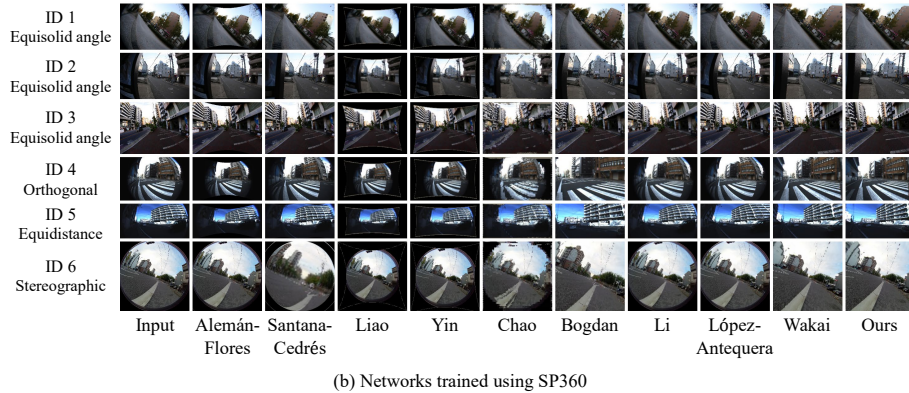 ID 1
Equisolid angle
ID 2
Equisolid angle
ID 3
Equisolid angle
ID 4
Orthogonal
ID 5
Equidistance
ID 6
Stereographic
Input
Alemán-
Flores
Santana-
Cedrés
Liao
Yin
Chao
Bogdan
Li
López-
Antequera
Wakai
Ours
(b) Networks trained using SP360